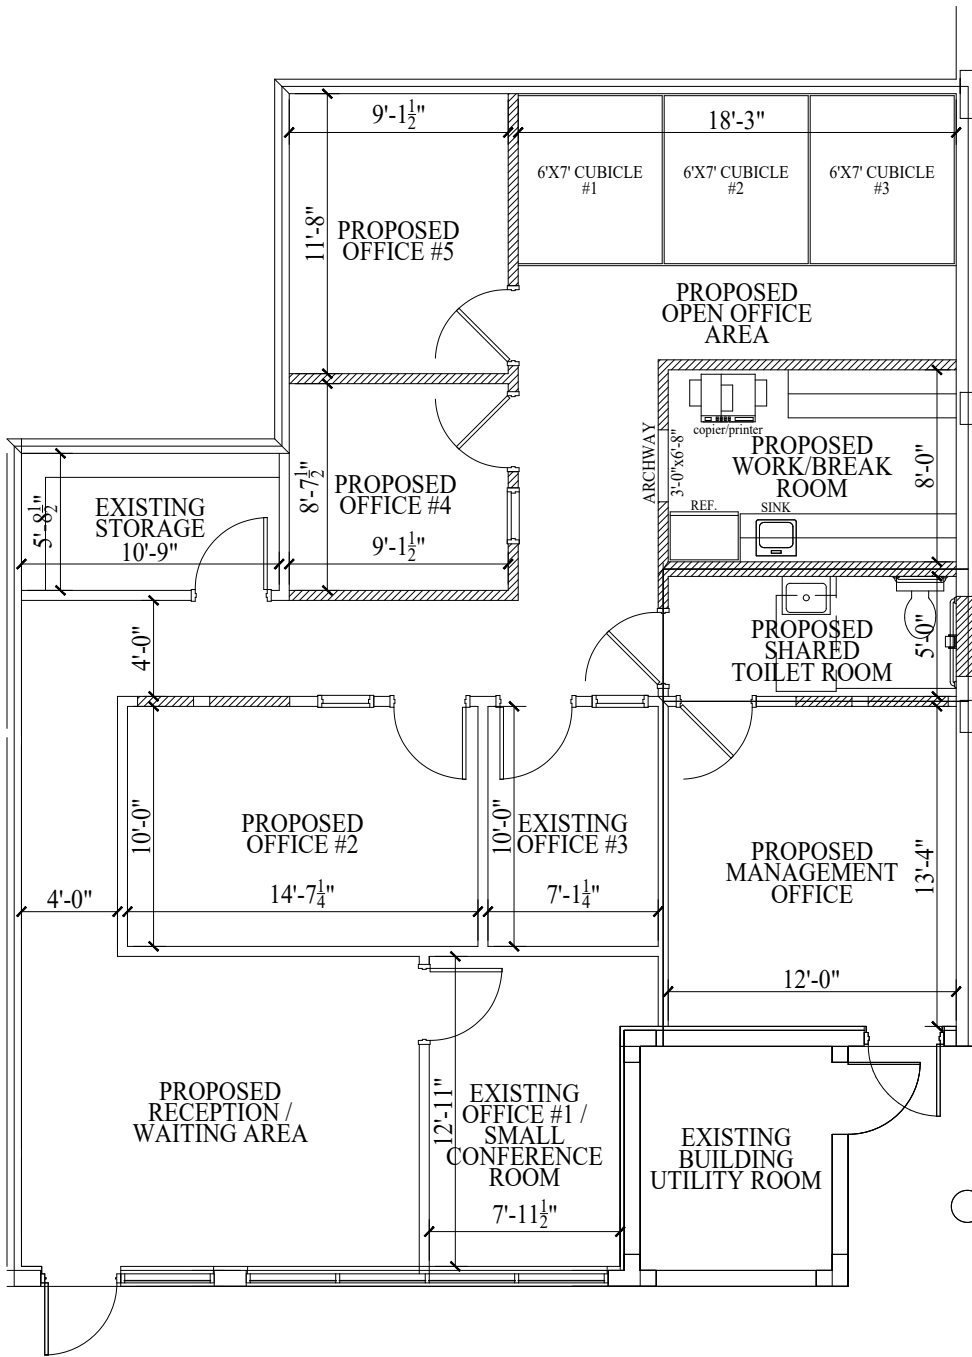 9'-1½"
18'-3"
6'X7' CUBICLE
#1
6'X7' CUBICLE
#2
6'X7' CUBICLE
#3
11'-8"
PROPOSED
OFFICE #5
PROPOSED
OPEN OFFICE
AREA
copier/printer
ARCHWAY
3'-0"x6'-8"
PROPOSED
WORK/BREAK
ROOM
8'-0"
REF.
SINK
8'-7½"
PROPOSED
OFFICE #4
9'-1½"
5'-8½"
EXISTING
STORAGE
10'-9"
4'-0"
PROPOSED
SHARED
TOILET ROOM
5'-0"
10'-0"
PROPOSED
OFFICE #2
14'-7¼"
10'-0"
EXISTING
OFFICE #3
7'-1¼"
4'-0"
PROPOSED
MANAGEMENT
OFFICE
13'-4"
12'-0"
PROPOSED
RECEPTION /
WAITING AREA
12'-11"
EXISTING
OFFICE #1 /
SMALL
CONFERENCE
ROOM
7'-11½"
EXISTING
BUILDING
UTILITY ROOM